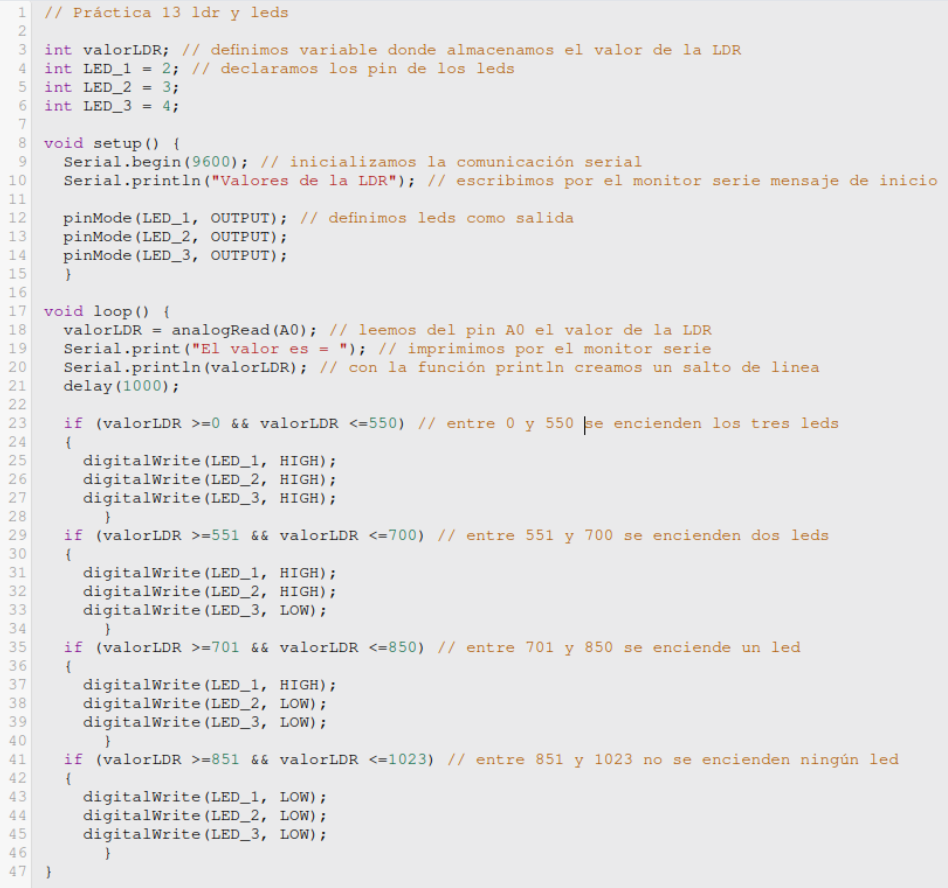 1 // Práctica 13 ldr y leds
2
3 int valorLDR; // definimos variable donde almacenamos el valor de la LDR
4 int LED_1 = 2; // declaramos los pin de los leds
5 int LED_2 = 3;
6 int LED_3 = 4;
7
8 void setup() {
9 Serial.begin(9600); // inicializamos la comunicación serial
10 Serial.println("Valores de la LDR"); // escribimos por el monitor serie mensaje de inicio
11
12 pinMode(LED_1, OUTPUT); // definimos leds como salida
13 pinMode(LED_2, OUTPUT);
14 pinMode(LED_3, OUTPUT);
15 }
16
17 void loop() {
18 valorLDR = analogRead(A0); // leemos del pin A0 el valor de la LDR
19 Serial.print("El valor es = "); // imprimimos por el monitor serie
20 Serial.println(valorLDR); // con la función println creamos un salto de linea
21 delay(1000);
22
23 if (valorLDR >=0 && valorLDR <=550) // entre 0 y 550 se encienden los tres leds
24 {
25 digitalWrite(LED_1, HIGH);
26 digitalWrite(LED_2, HIGH);
27 digitalWrite(LED_3, HIGH);
28 }
29 if (valorLDR >=551 && valorLDR <=700) // entre 551 y 700 se encienden dos leds
30 {
31 digitalWrite(LED_1, HIGH);
32 digitalWrite(LED_2, HIGH);
33 digitalWrite(LED_3, LOW);
34 }
35 if (valorLDR >=701 && valorLDR <=850) // entre 701 y 850 se enciende un led
36 {
37 digitalWrite(LED_1, HIGH);
38 digitalWrite(LED_2, LOW);
39 digitalWrite(LED_3, LOW);
40 }
41 if (valorLDR >=851 && valorLDR <=1023) // entre 851 y 1023 no se encienden ningún led
42 {
43 digitalWrite(LED_1, LOW);
44 digitalWrite(LED_2, LOW);
45 digitalWrite(LED_3, LOW);
46 }
47 }